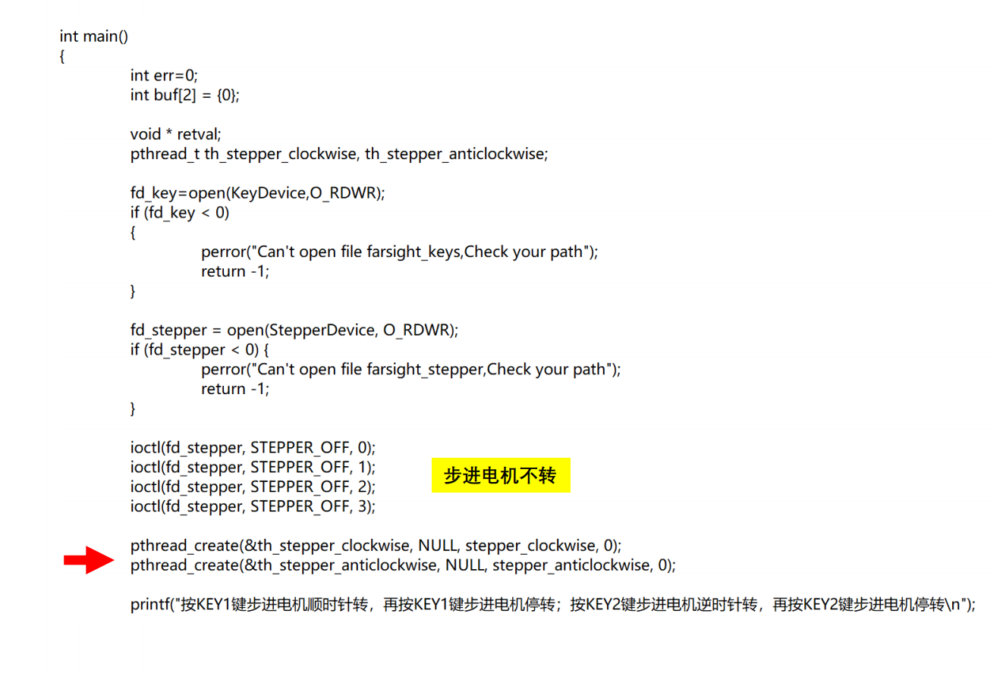 int main()
{
int err=0;
int buf[2] = {0};
void * retval;
pthread_t th_stepper_clockwise, th_stepper_anticlockwise;
fd_key=open(KeyDevice,O_RDWR);
if (fd_key < 0)
{
perror("Can't open file farsight_keys,Check your path");
return -1;
}
fd_stepper = open(StepperDevice, O_RDWR);
if (fd_stepper < 0) {
perror("Can't open file farsight_stepper,Check your path");
return -1;
}
ioctl(fd_stepper, STEPPER_OFF, 0);
ioctl(fd_stepper, STEPPER_OFF, 1);
ioctl(fd_stepper, STEPPER_OFF, 2);
ioctl(fd_stepper, STEPPER_OFF, 3);
步进电机不转
pthread_create(&th_stepper_clockwise, NULL, stepper_clockwise, 0);
pthread_create(&th_stepper_anticlockwise, NULL, stepper_anticlockwise, 0);
printf("按KEY1键步进电机顺时针转，再按KEY1键步进电机停转；按KEY2键步进电机逆时针转，再按KEY2键步进电机停转\n");